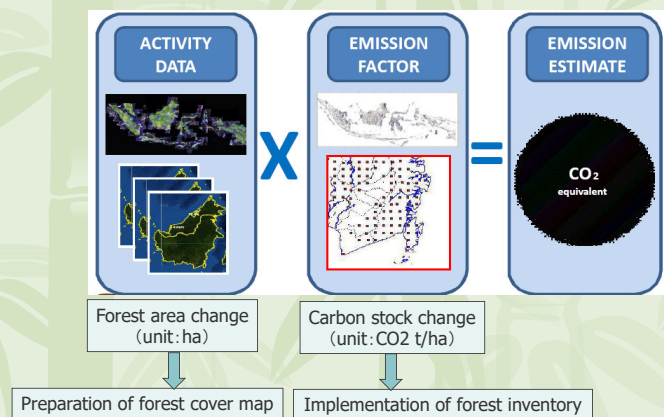 ACTIVITY
DATA
X
EMISSION
FACTOR
=
EMISSION
ESTIMATE
CO₂
equivalent
Forest area change
（unit：ha）
Carbon stock change
（unit：CO2 t/ha）
Preparation of forest cover map
Implementation of forest inventory